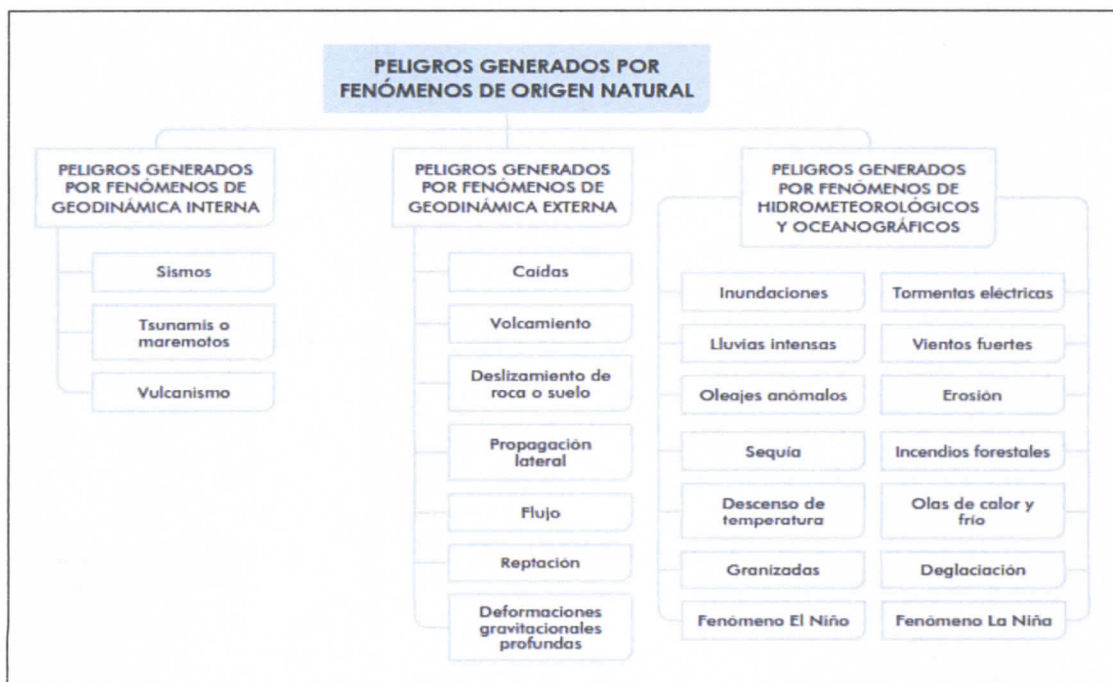 PELIGROS GENERADOS POR
FENÓMENOS DE ORIGEN NATURAL
PELIGROS GENERADOS
POR FENÓMENOS DE
GEODINÁMICA INTERNA
Sismos
Tsunamis o
maremotos
Vulcanismo
PELIGROS GENERADOS
POR FENÓMENOS DE
GEODINÁMICA EXTERNA
Caídas
Volcamiento
Deslizamiento de
roca o suelo
Propagación
lateral
Flujo
Reptación
Deformaciones
gravitacionales
profundas
PELIGROS GENERADOS
POR FENÓMENOS DE
HIDROMETEOROLÓGICOS
Y OCEANOGRÁFICOS
Inundaciones
Lluvias intensas
Oleajes anómalos
Sequía
Descenso de
temperatura
Granizadas
Fenómeno El Niño
Tormentas eléctricas
Vientos fuertes
Erosión
Incendios forestales
Olas de calor y
frío
Deglaciación
Fenómeno La Niña